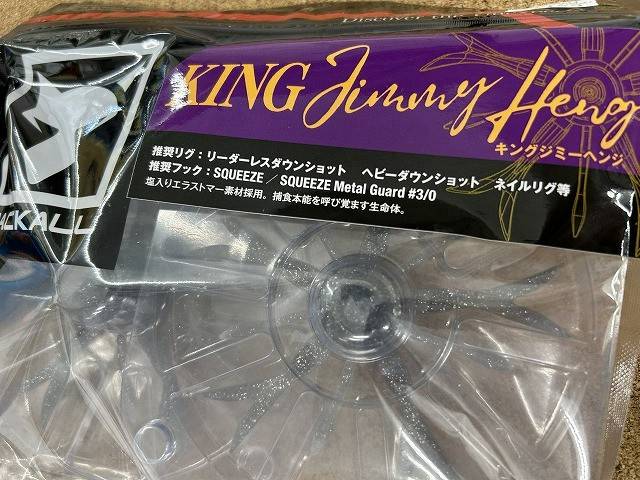 Discover
KING Jimmy Heng
キングジミーヘンジ
推奨リグ：リーダーレスダウンショット　ヘビーダウンショット　ネイルリグ等
推奨フック：SQUEEZE／SQUEEZE Metal Guard #3/0
塩入りエラストマー素材採用。捕食本能を呼び覚ます生命体。
ACKALL